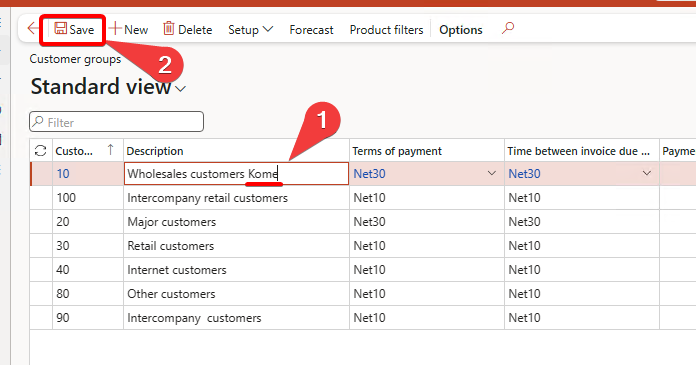 Save New Delete Setup Forecast Product filters Options
2
Customer groups
Standard view
1
Filter
Custo... Description Terms of payment Time between invoice due ... Payme
10 Wholesales customers Kome Net30 Net30
100 Intercompany retail customers Net10 Net10
20 Major customers Net30 Net30
30 Retail customers Net10 Net10
40 Internet customers Net10 Net10
80 Other customers Net10 Net10
90 Intercompany  customers Net10 Net10